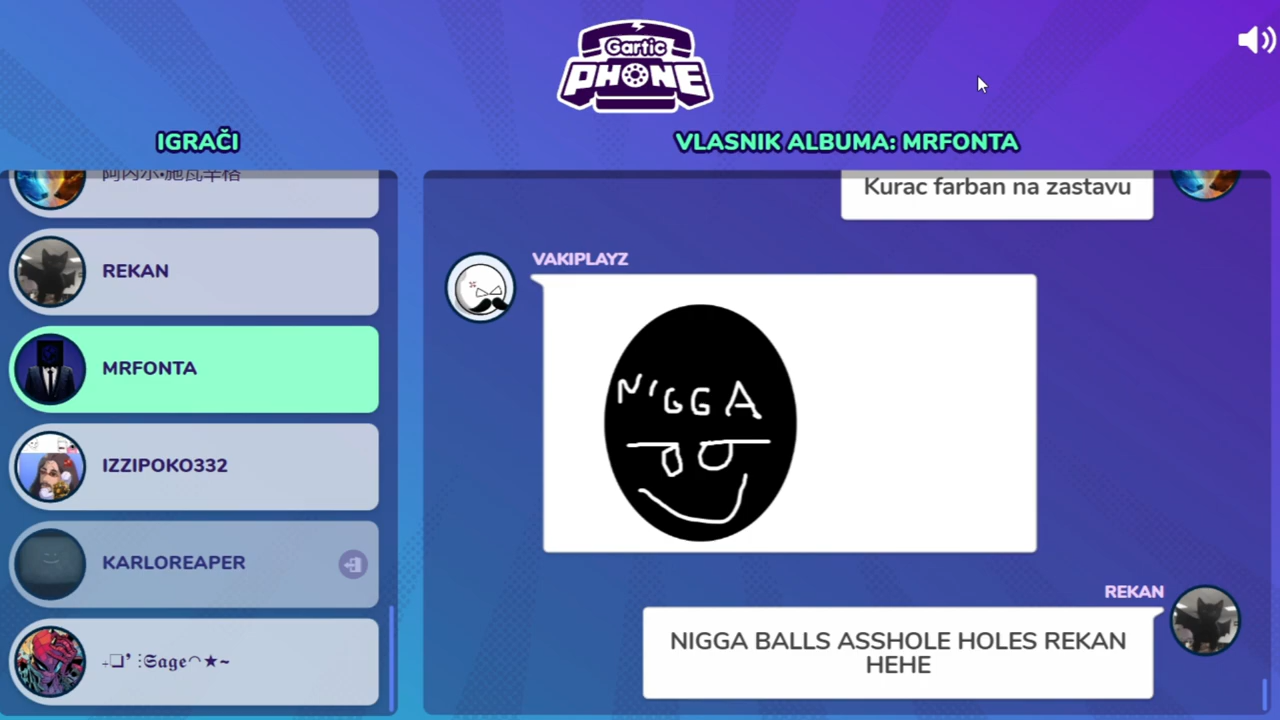 Gartic
PHONE
IGRAČI
VLASNIK ALBUMA: MRFONTA
Kurac farban na zastavu
REKAN
VAKIPLAYZ
MRFONTA
NIGGA
IZZIPOKO332
KARLOREAPER
REKAN
NIGGA BALLS ASSHOLE HOLES REKAN
HEHE
Sage